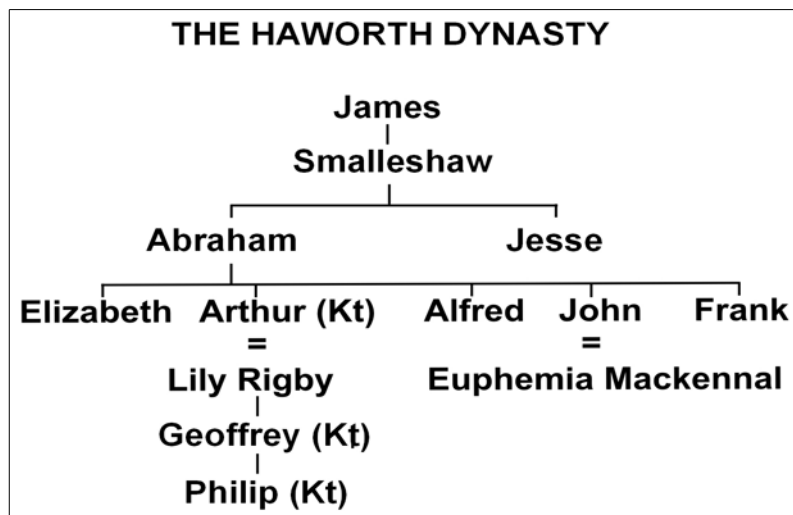 THE HAWORTH DYNASTY
James
Smalleshaw
Abraham Jesse
Elizabeth Arthur (Kt) Alfred John Frank
= =
Lily Rigby Euphemia Mackennal
Geoffrey (Kt)
Philip (Kt)